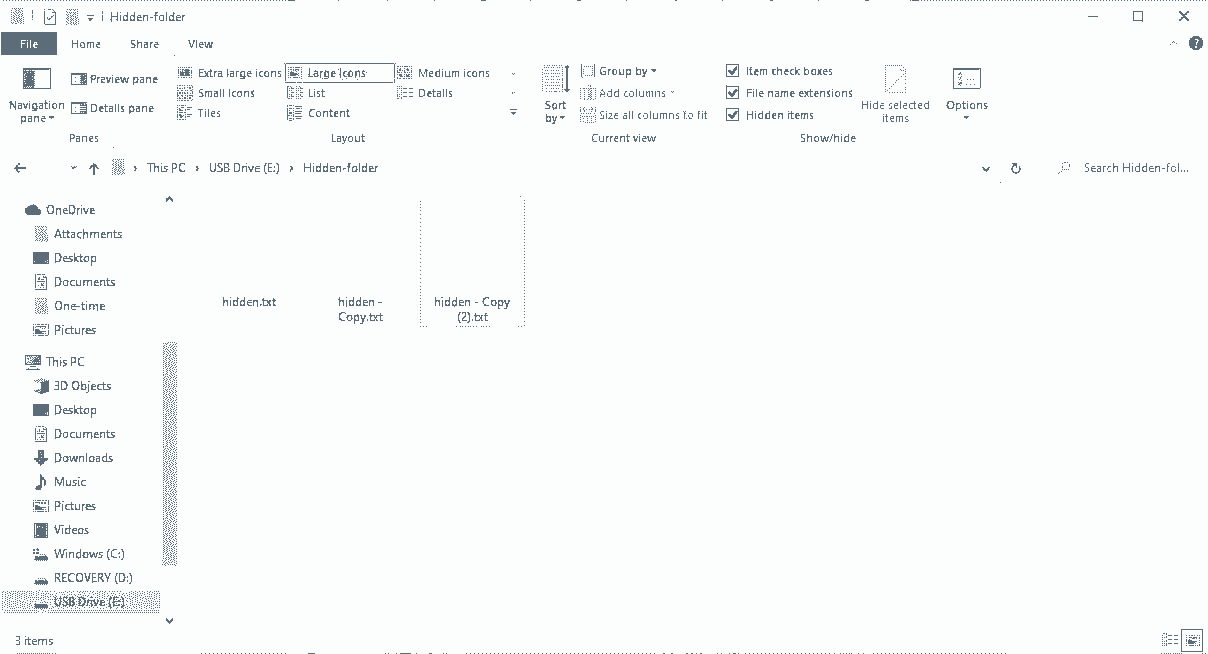 Hidden-folder
File Home Share View
Navigation pane
Preview pane
Details pane
Panes
Extra large icons Large Icons Medium icons
Small Icons List Details
Tiles Content
Layout
Sort by
Group by
Add columns
Size all columns to fit
Current view
Item check boxes
File name extensions
Hidden items
Hide selected
items
Show/hide
Options
This PC › USB Drive (E:) › Hidden-folder
Search Hidden-fol...
OneDrive
Attachments
Desktop
Documents
One-time
Pictures
This PC
3D Objects
Desktop
Documents
Downloads
Music
Pictures
Videos
Windows (C:)
RECOVERY (D:)
USB Drive (E:)
hidden.txt
hidden -
Copy.txt
hidden - Copy
(2).txt
3 items